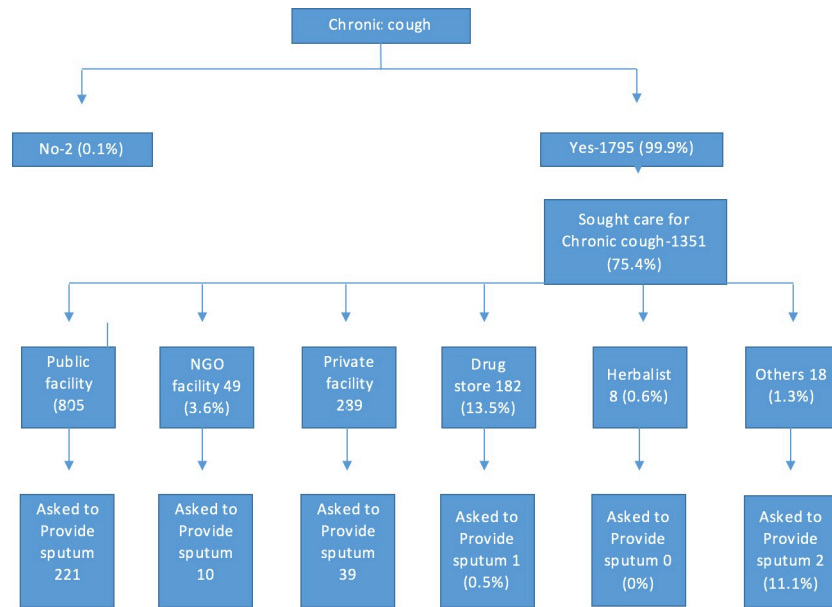 Chronic cough
No-2 (0.1%)
Yes-1795 (99.9%)
Sought care for
Chronic cough-1351
(75.4%)
Public
facility
(805
NGO
facility 49
(3.6%)
Private
facility
289
Drug
store 182
(13.5%)
Herbalist
8 (0.6%)
Others 18
(1.3%)
Asked to
Provide
sputum
221
Asked to
Provide
sputum
10
Asked to
Provide
sputum
39
Asked to
Provide
sputum 1
(0.5%)
Asked to
Provide
sputum 0
(0%)
Asked to
Provide
sputum 2
(11.1%)